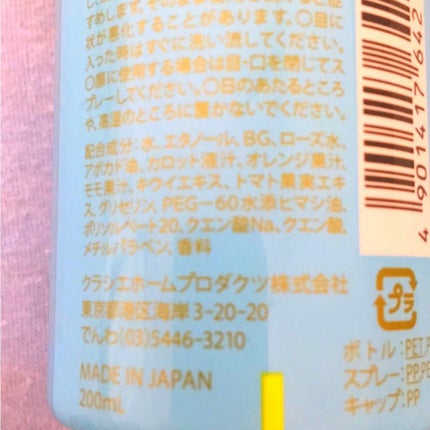 すめします。そのまま使用を続けると症
状が悪化することがあります。〇目に
入った時はすぐに洗い流してください。
〇顔に使用する場合は目・口を閉じてス
プレーしてください。〇日のあたるところ
や、高温のところに置かないでください。
配合成分:水、エタノール、BG、ローズ水、
アボカド油、カロット液汁、オレンジ果汁、
モモ果汁、キウイエキス、トマト果実エキ
ス、グリセリン、PEG-60水添ヒマシ油、
ポリソルベート20、クエン酸Na、クエン酸、
メチルパラベン、香料
クラシエホームプロダクツ株式会社
東京都港区海岸3-20-20
でんわ(03)5446-3210
MADE IN JAPAN
200mL
4901417642
プラ
ボトル:PET,P
スプレー:PP,PE
キャップ:PP